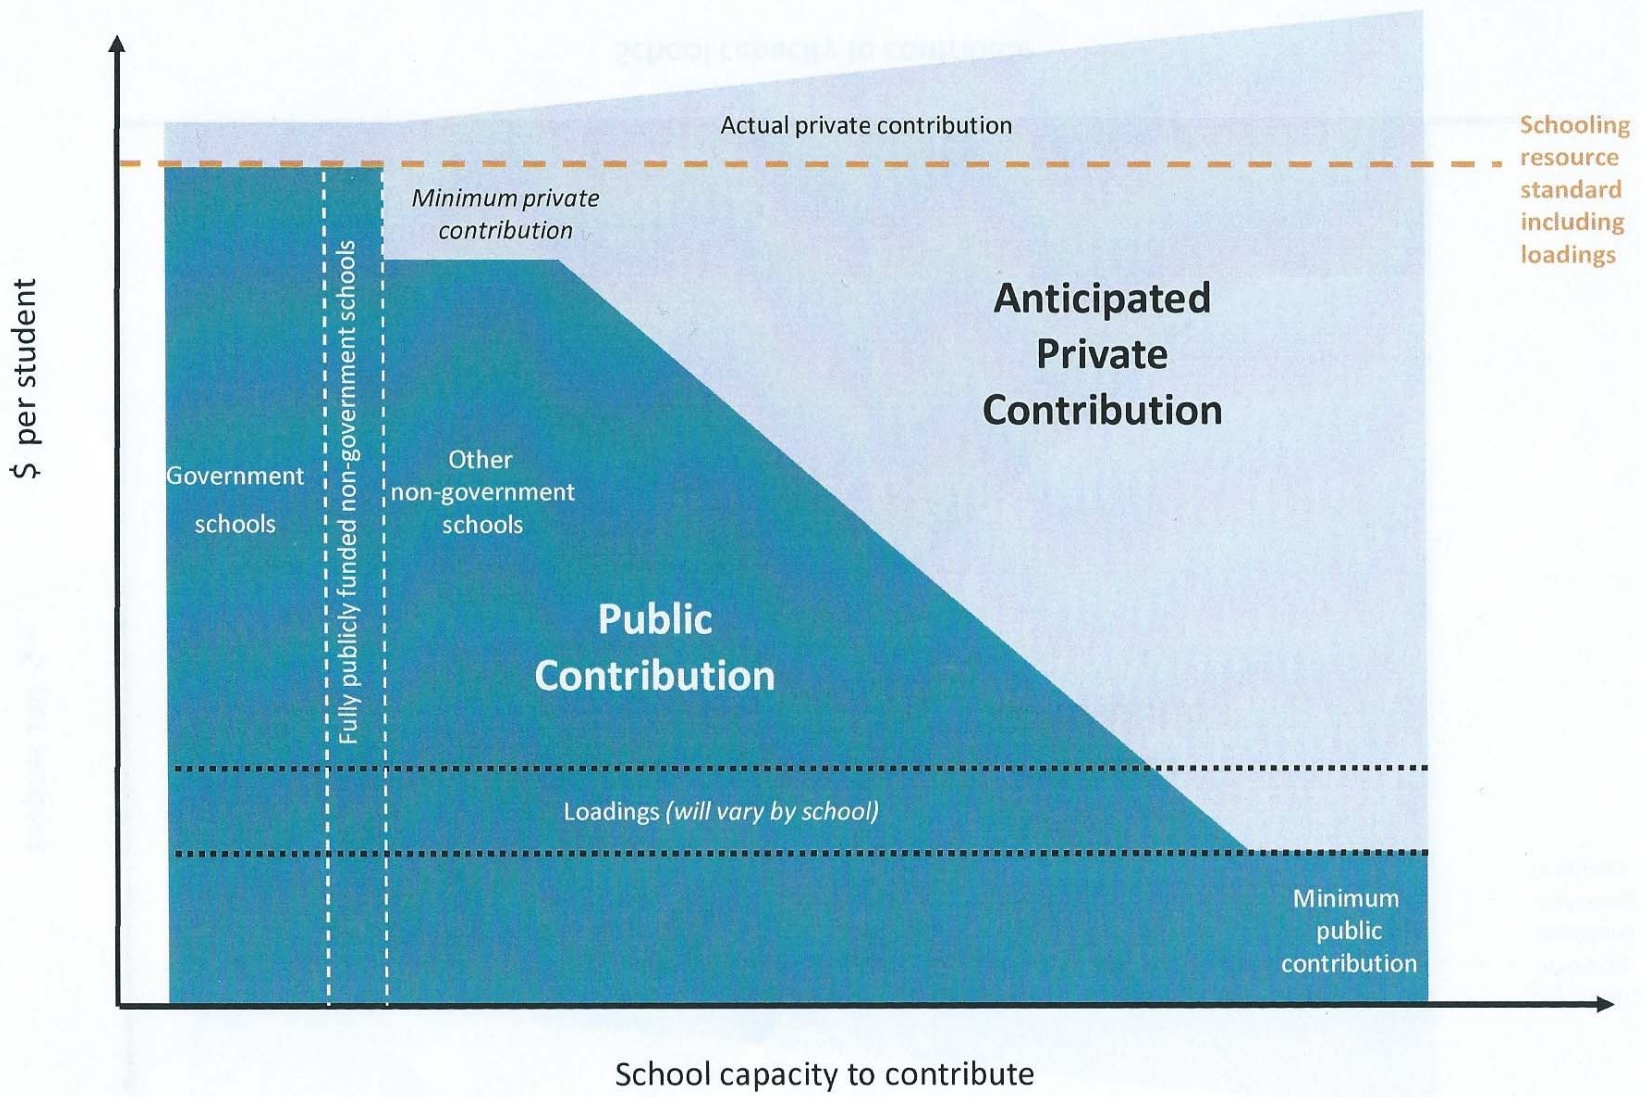 Actual private contribution
Schooling
resource
standard
including
loadings
Minimum private
contribution
Anticipated
Private
Contribution
$ per student
Government
schools
Fully publicly funded non-government schools
Other
non-government
schools
Public
Contribution
Loadings (will vary by school)
Minimum
public
contribution
School capacity to contribute